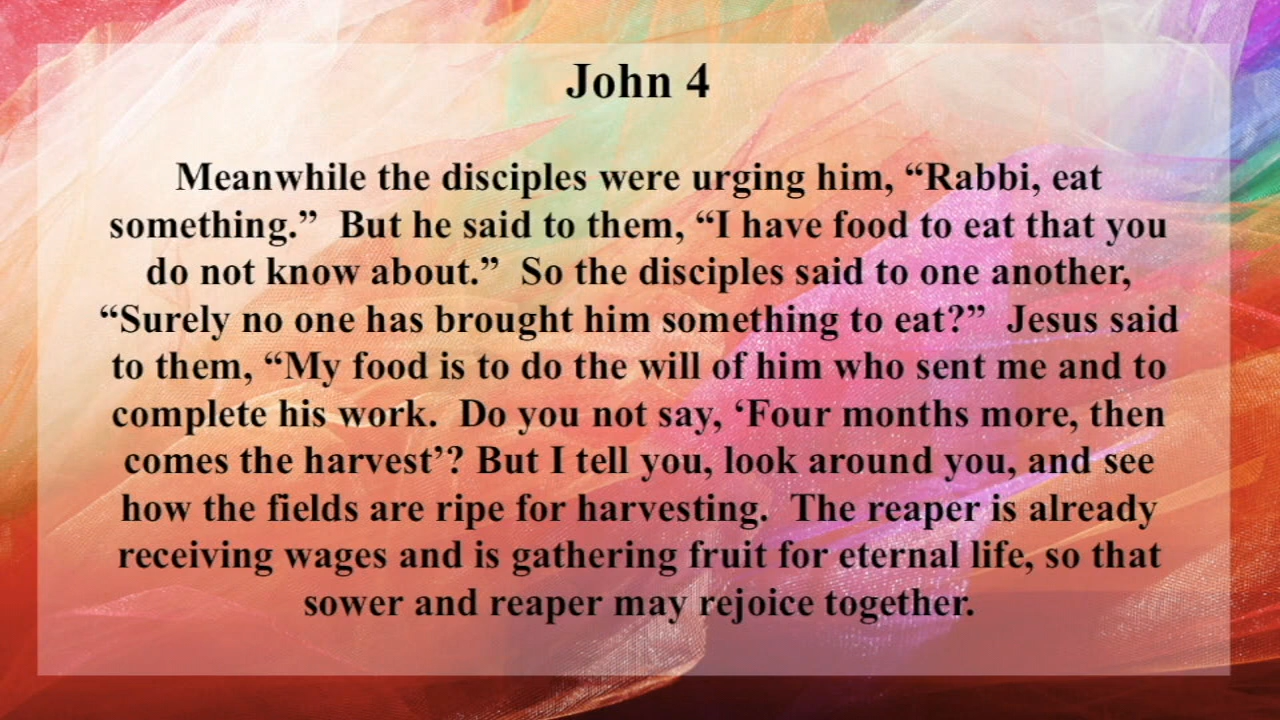 John 4
Meanwhile the disciples were urging him, “Rabbi, eat
something.”  But he said to them, “I have food to eat that you
do not know about.”  So the disciples said to one another,
“Surely no one has brought him something to eat?”  Jesus said
to them, “My food is to do the will of him who sent me and to
complete his work.  Do you not say, ‘Four months more, then
comes the harvest’? But I tell you, look around you, and see
how the fields are ripe for harvesting.  The reaper is already
receiving wages and is gathering fruit for eternal life, so that
sower and reaper may rejoice together.